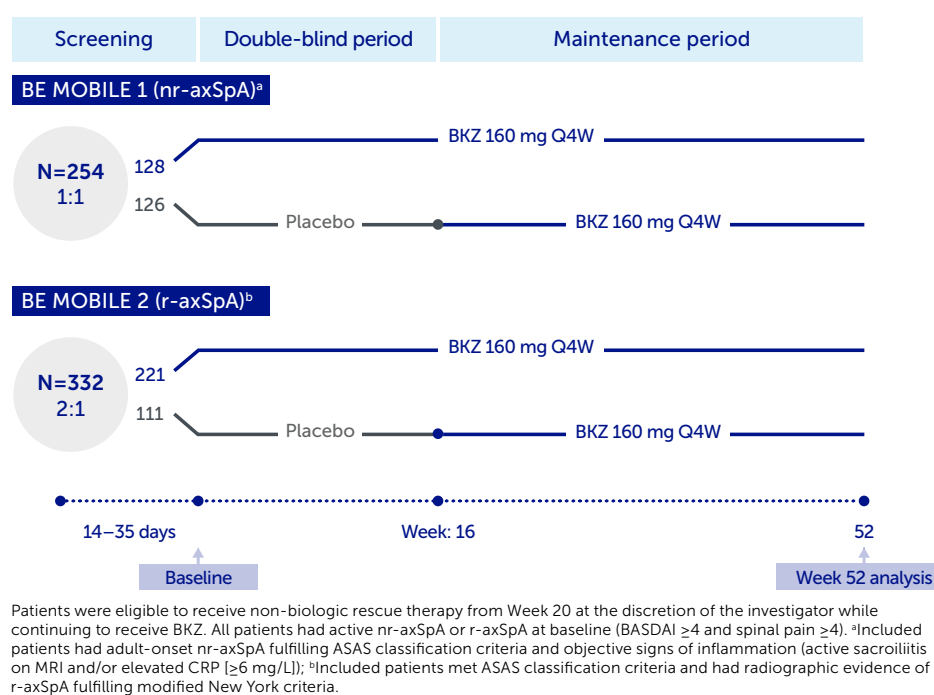 Screening Double-blind period Maintenance period
BE MOBILE 1 (nr-axSpA)ᵃ
BKZ 160 mg Q4W
N=254
1:1
128
126
Placebo
BKZ 160 mg Q4W
BE MOBILE 2 (r-axSpA)ᵇ
BKZ 160 mg Q4W
N=332
2:1
221
111
Placebo
BKZ 160 mg Q4W
14–35 days Week: 16 52
Baseline Week 52 analysis
Patients were eligible to receive non-biologic rescue therapy from Week 20 at the discretion of the investigator while
continuing to receive BKZ. All patients had active nr-axSpA or r-axSpA at baseline (BASDAI ≥4 and spinal pain ≥4). ᵃIncluded
patients had adult-onset nr-axSpA fulfilling ASAS classification criteria and objective signs of inflammation (active sacroiliitis
on MRI and/or elevated CRP [≥6 mg/L]); ᵇIncluded patients met ASAS classification criteria and had radiographic evidence of
r-axSpA fulfilling modified New York criteria.